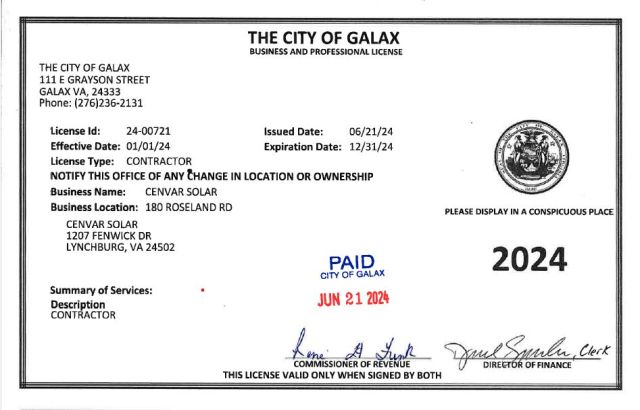 THE CITY OF GALAX
BUSINESS AND PROFESSIONAL LICENSE
THE CITY OF GALAX
111 E GRAYSON STREET
GALAX VA, 24333
Phone: (276)236-2131
License Id: 24-00721 Issued Date: 06/21/24
Effective Date: 01/01/24 Expiration Date: 12/31/24
License Type: CONTRACTOR
NOTIFY THIS OFFICE OF ANY CHANGE IN LOCATION OR OWNERSHIP
Business Name: CENVAR SOLAR
Business Location: 180 ROSELAND RD
PLEASE DISPLAY IN A CONSPICUOUS PLACE
CENVAR SOLAR
1207 FENWICK DR
LYNCHBURG, VA 24502
2024
PAID
CITY OF GALAX
JUN 21 2024
Summary of Services:
Description
CONTRACTOR
Clerk
COMMISSIONER OF REVENUE DIRECTOR OF FINANCE
THIS LICENSE VALID ONLY WHEN SIGNED BY BOTH